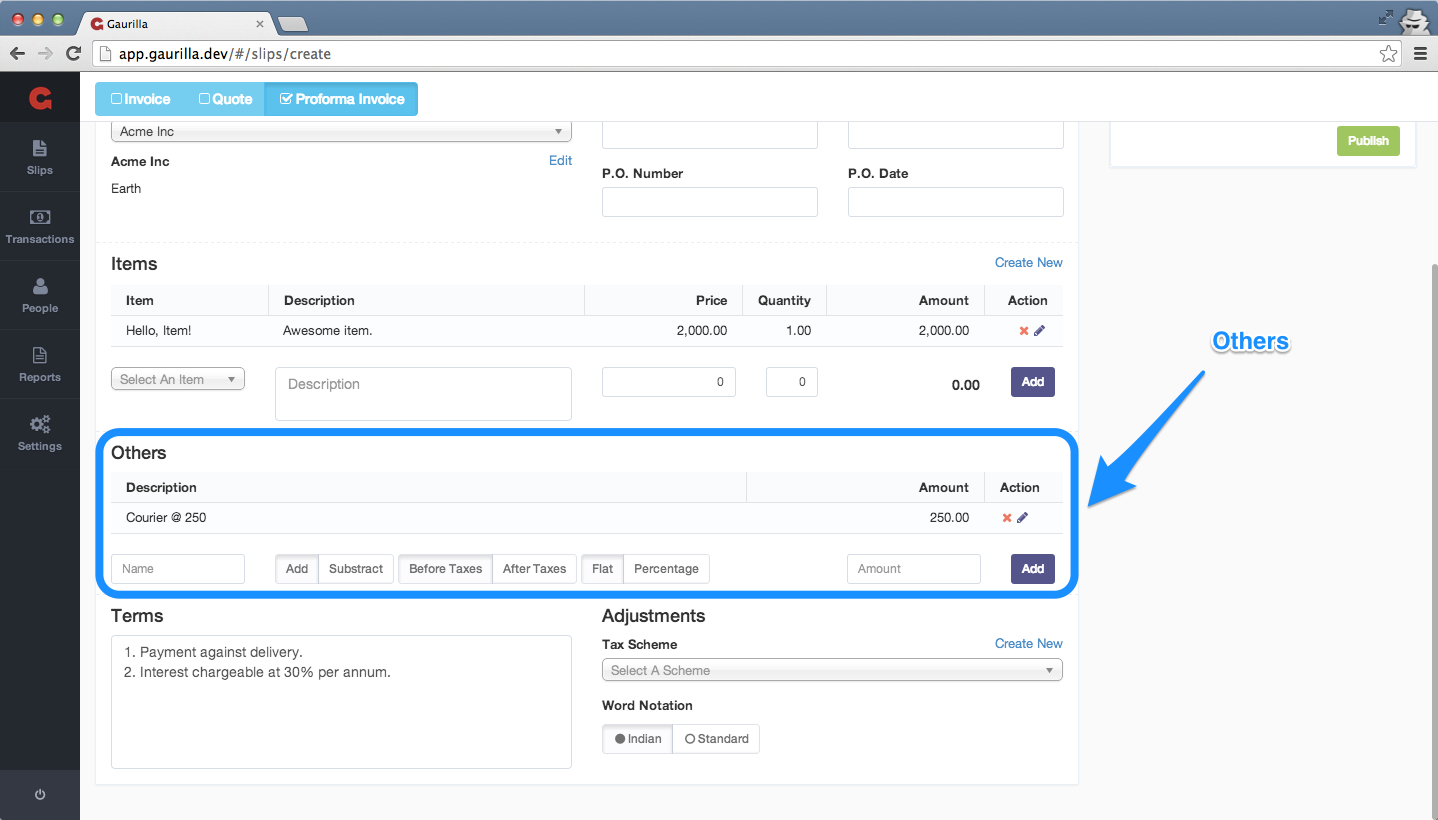 Gaurilla
app.gaurilla.dev/#/slips/create
Invoice Quote Proforma Invoice
Slips
Transactions
People
Reports
Settings
Acme Inc
Acme Inc Edit
Earth
P.O. Number P.O. Date
Publish
Items Create New
Item Description Price Quantity Amount Action
Hello, Item! Awesome item. 2,000.00 1.00 2,000.00
Select An Item Description 0 0 0.00 Add
Others
Others
Description Amount Action
Courier @ 250 250.00
Name Add Substract Before Taxes After Taxes Flat Percentage Amount Add
Terms
1. Payment against delivery.
2. Interest chargeable at 30% per annum.
Adjustments
Tax Scheme Create New
Select A Scheme
Word Notation
Indian Standard